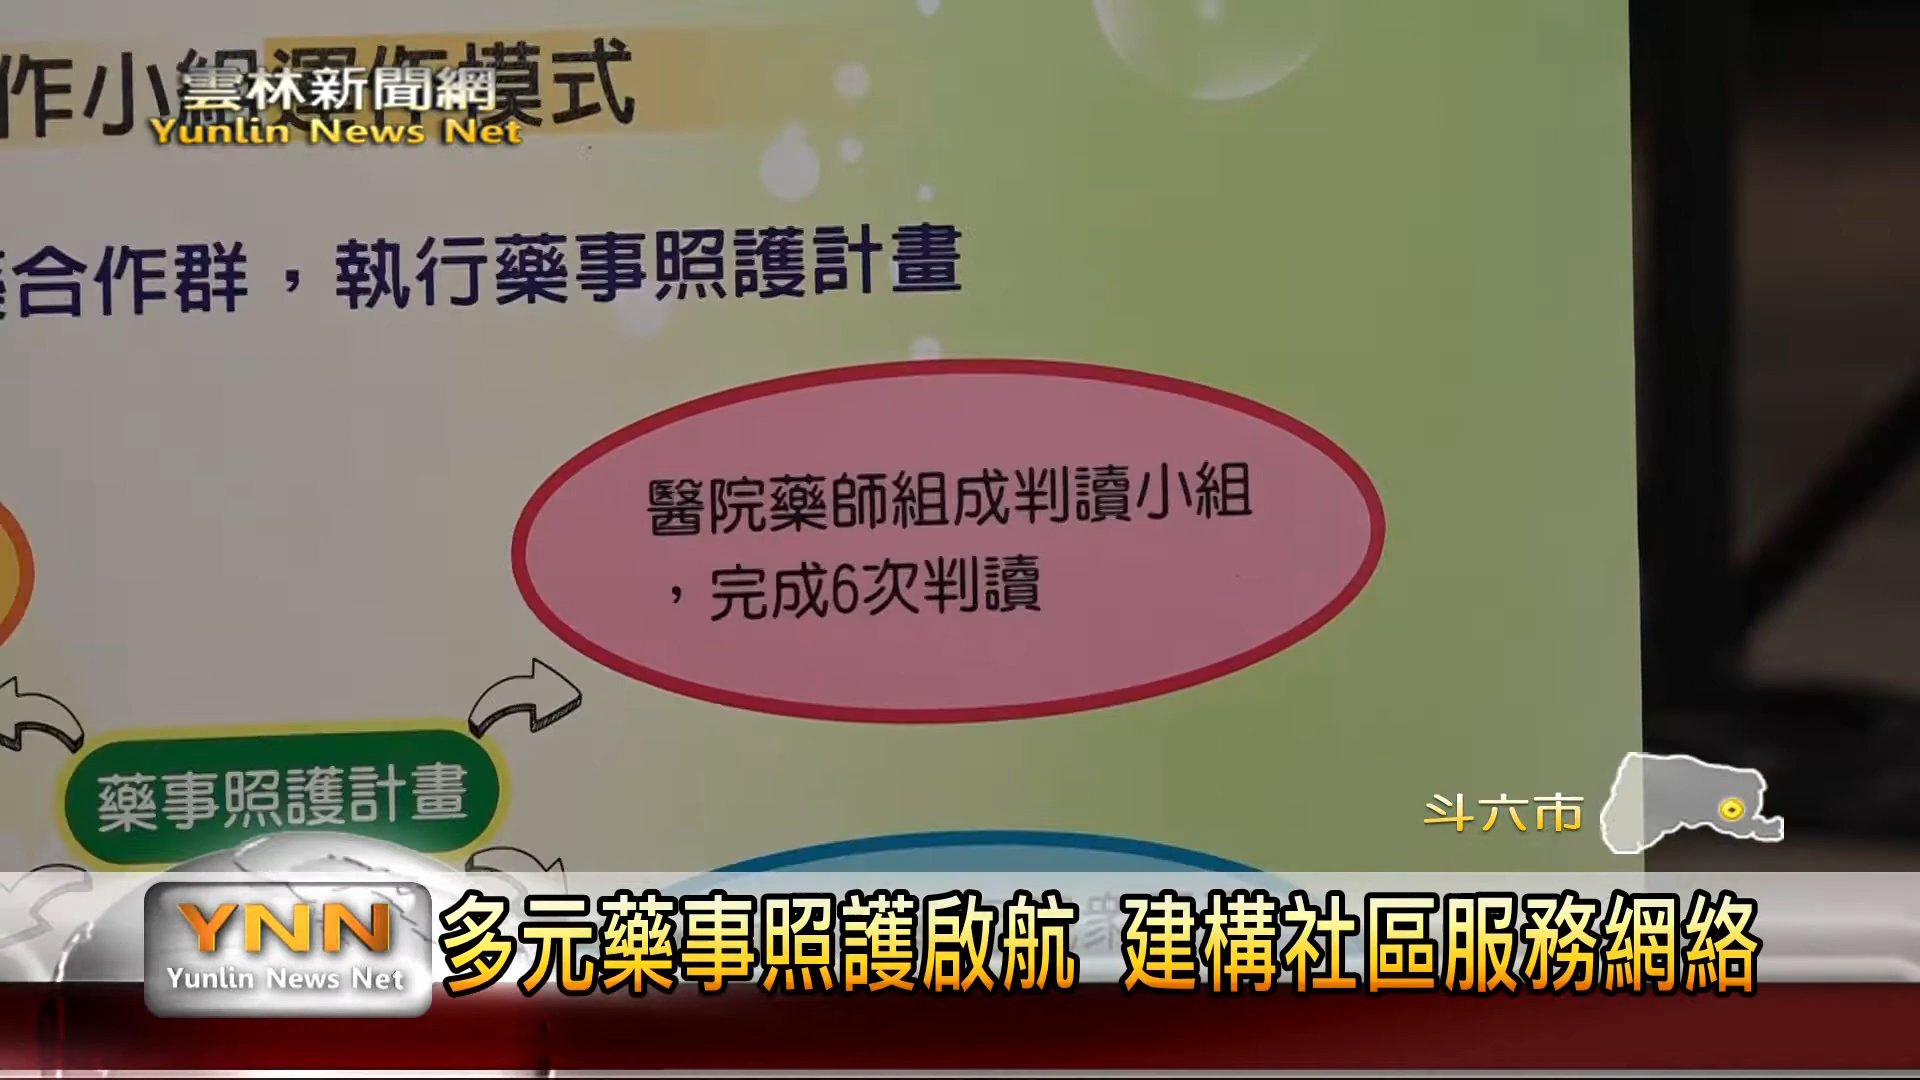 作小組運作模式
雲林新聞網
Yunlin News Net
合作群，執行藥事照護計畫
醫院藥師組成判讀小組
，完成6次判讀
藥事照護計畫
斗六市
YNN
Yunlin News Net
多元藥事照護啟航 建構社區服務網絡